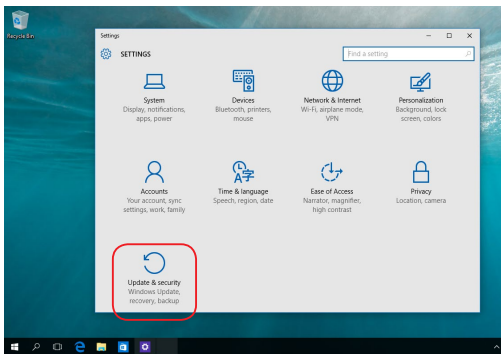 Recycle Bin
Settings
SETTINGS
Find a setting
System
Display, notifications,
apps, power
Devices
Bluetooth, printers,
mouse
Network & Internet
Wi-Fi, airplane mode,
VPN
Personalization
Background, lock
screen, colors
Accounts
Your account, sync
settings, work, family
Time & language
Speech, region, date
Ease of Access
Narrator, magnifier,
high contrast
Privacy
Location, camera
Update & security
Windows Update,
recovery, backup